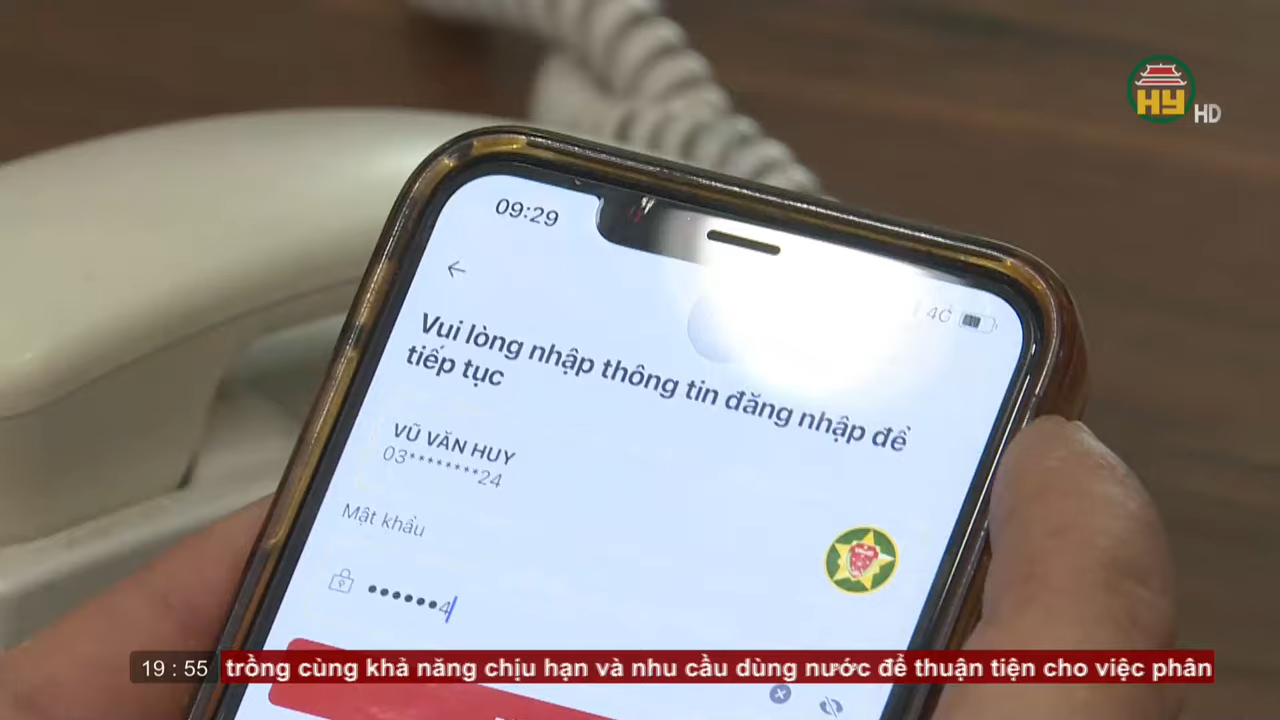 HY HD
09:29
4G
Vui lòng nhập thông tin đăng nhập để
tiếp tục
VŨ VĂN HUY
03********24
Mật khẩu
••••••4
19 : 55 trồng cùng khả năng chịu hạn và nhu cầu dùng nước để thuận tiện cho việc phân